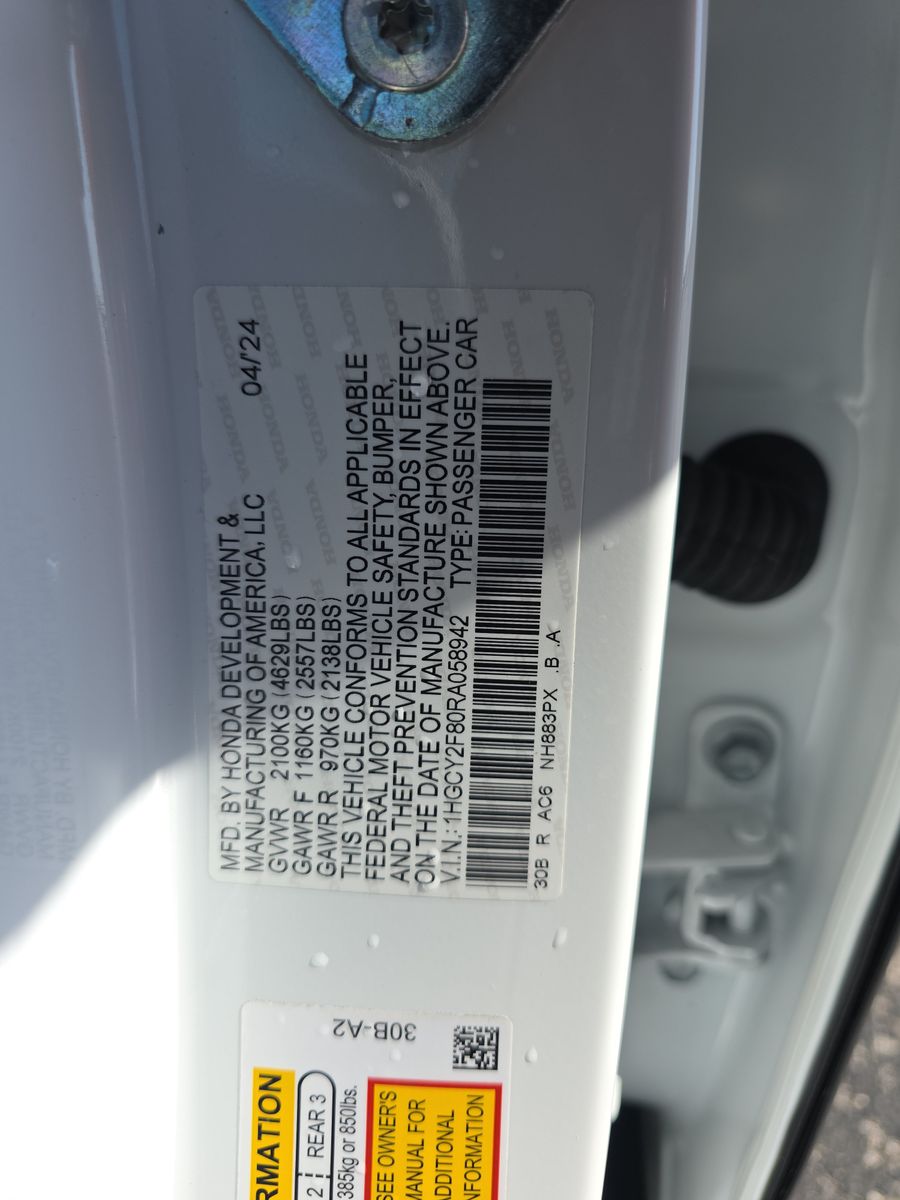 MFD. BY HONDA DEVELOPMENT & 04/'24
MANUFACTURING OF AMERICA, LLC
GVWR 2100KG (4629LBS)
GAWR F 1160KG (2557LBS)
GAWR R 970KG (2138LBS)
THIS VEHICLE CONFORMS TO ALL APPLICABLE
FEDERAL MOTOR VEHICLE SAFETY, BUMPER,
AND THEFT PREVENTION STANDARDS IN EFFECT
ON THE DATE OF MANUFACTURE SHOWN ABOVE.
V.I.N.: 1HGCY2F80RA058942 TYPE: PASSENGER CAR
30B R AC6 NH883PX .B .A
30B-A2
RMATION
2 REAR 3
385kg or 850lbs.
SEE OWNER'S
MANUAL FOR
ADDITIONAL
INFORMATION
HONDA